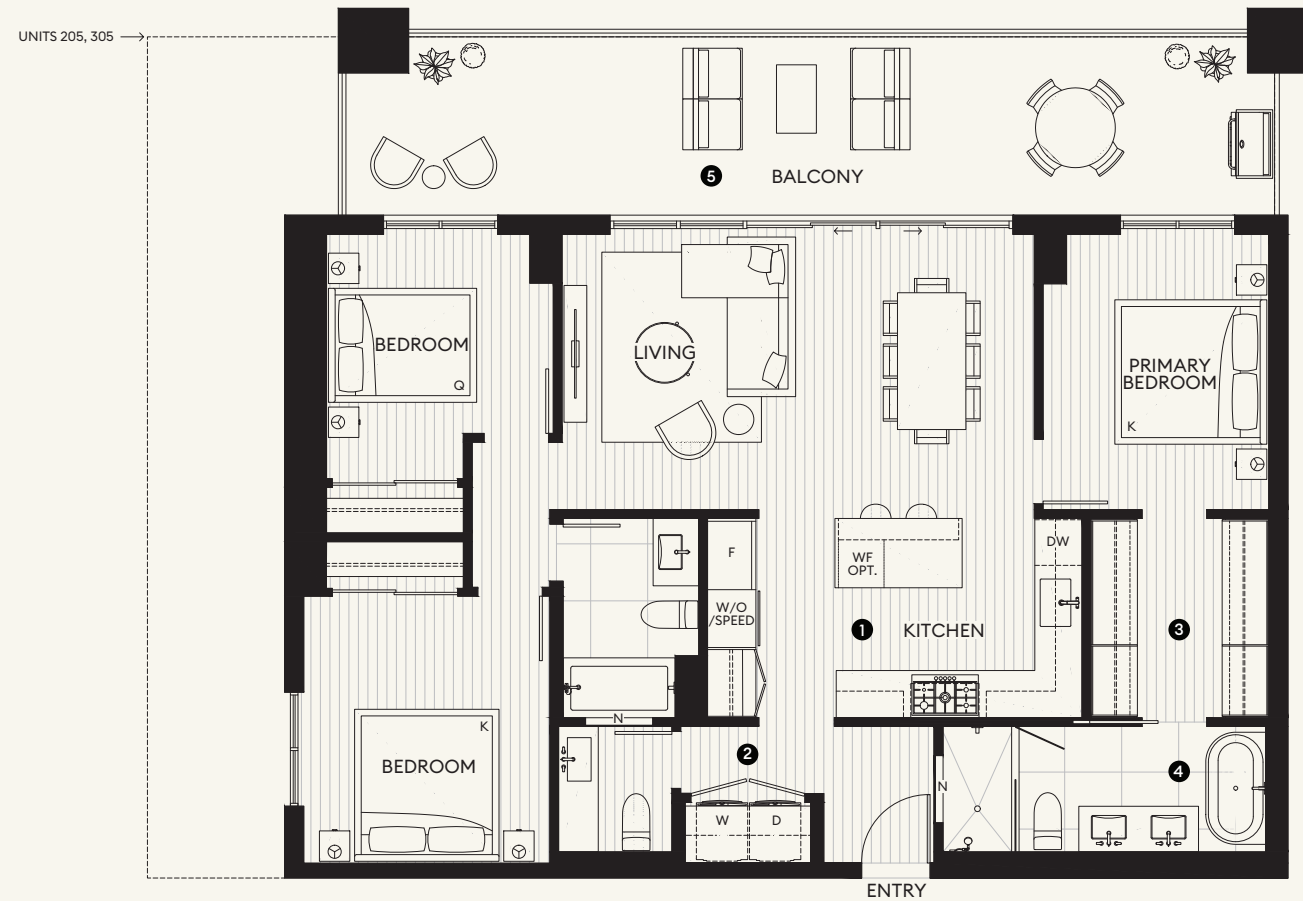 UNITS 205, 305
5 BALCONY
BEDROOM
Q
LIVING
PRIMARY
BEDROOM
K
F
W/O
/SPEED
WF
OPT.
DW
1 KITCHEN
3
N
K
BEDROOM
2
W
D
N
4
ENTRY